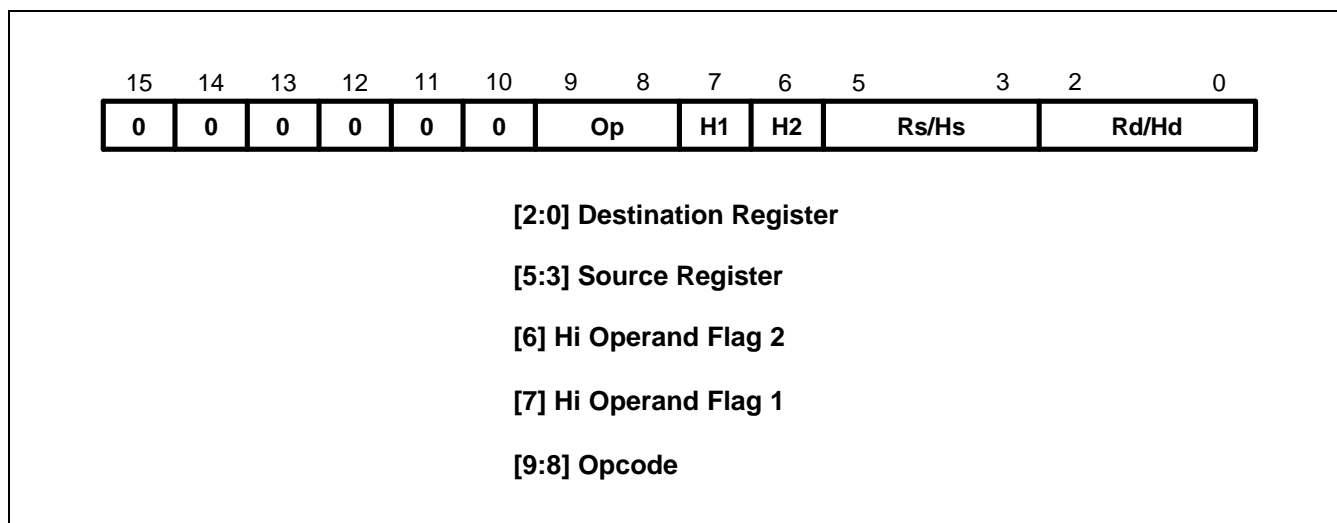 15 14 13 12 11 10 9 8 7 6 5 3 2 0
0 0 0 0 0 0 Op H1 H2 Rs/Hs Rd/Hd
[2:0] Destination Register
[5:3] Source Register
[6] Hi Operand Flag 2
[7] Hi Operand Flag 1
[9:8] Opcode